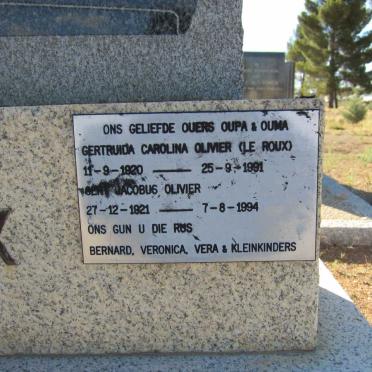 ONS GELIEFDE OUERS OUPA & OUMA
GERTRUIDA CAROLINA OLIVIER (LE ROUX)
11-9-1920 — 25-9-1991
JACOBUS OLIVIER
27-12-1921 — 7-8-1994
ONS GUN U DIE RUS
BERNARD, VERONICA, VERA & KLEINKINDERS